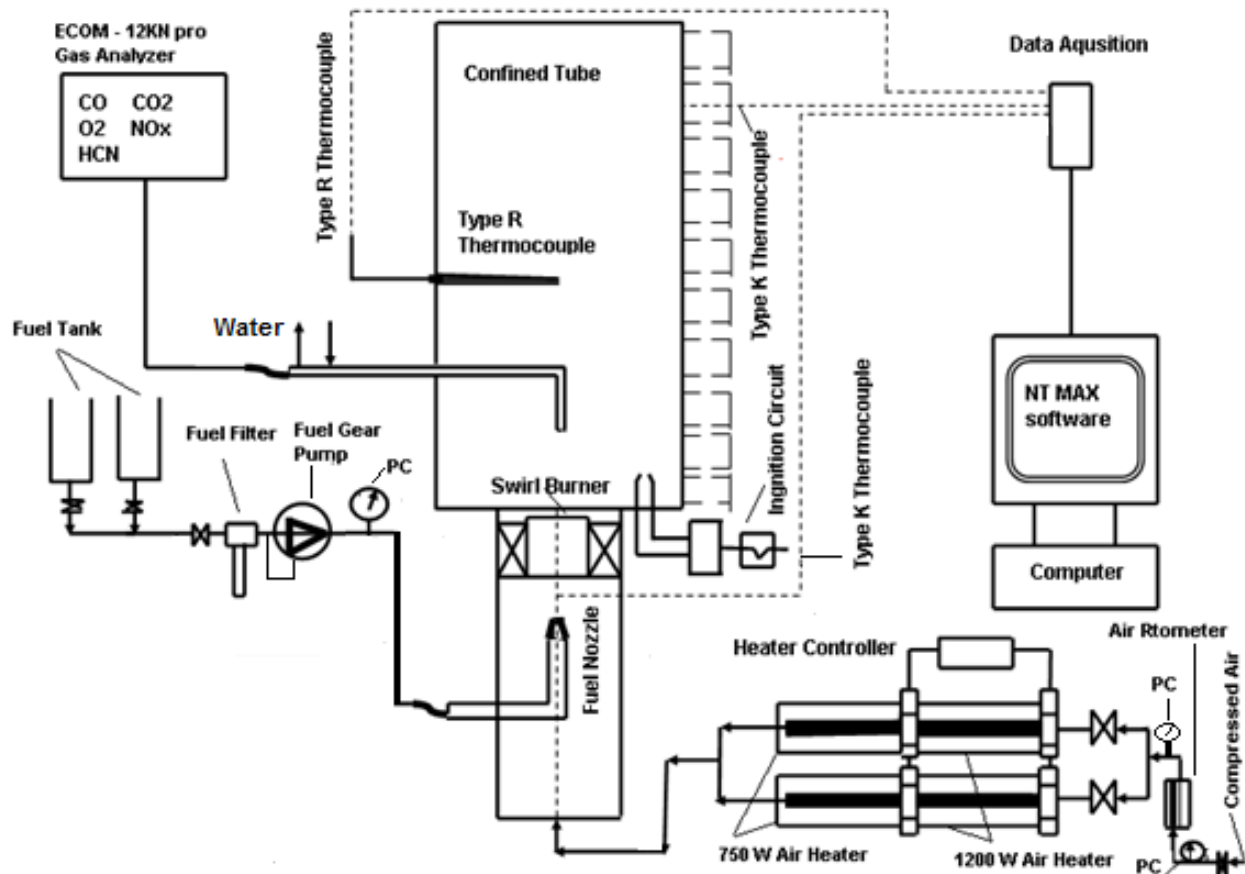 ECOM - 12KN pro
Gas Analyzer
CO CO2
O2 NOx
HCN
Type R Thermocouple
Confined Tube
Data Aqusition
Type R
Thermocouple
Type K Thermocouple
Water
Fuel Tank
Fuel Filter
Fuel Gear
Pump
PC
Swirl Burner
Ingnition Circuit
Type K Thermocouple
NT MAX
software
Computer
Fuel Nozzle
Heater Controller
Air Rtometer
PC
Compressed Air
750 W Air Heater
1200 W Air Heater
PC